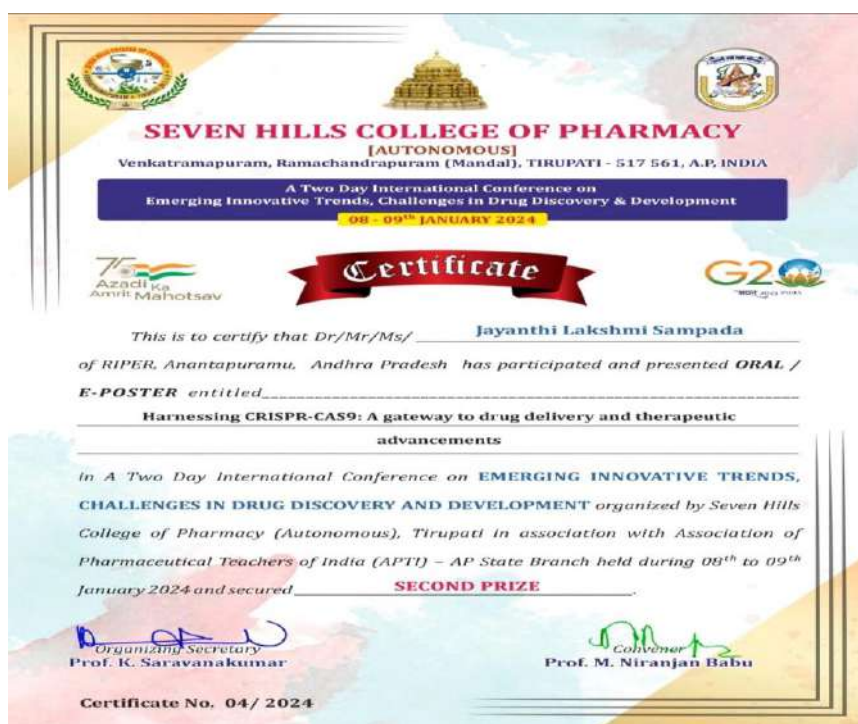 SEVEN HILLS COLLEGE OF PHARMACY
[AUTONOMOUS]
Venkatramapuram, Ramachandrapuram (Mandal), TIRUPATI - 517 561, A.P, INDIA
A Two Day International Conference on
Emerging Innovative Trends, Challenges in Drug Discovery & Development
08 - 09th JANUARY 2024
75
Azadi Ka
Amrit Mahotsav
Certificate
G20
This is to certify that Dr/Mr/Ms/ Jayanthi Lakshmi Sampada
of RIPER, Anantapuramu, Andhra Pradesh has participated and presented ORAL /
E-POSTER entitled
Harnessing CRISPR-CAS9: A gateway to drug delivery and therapeutic
advancements
in A Two Day International Conference on EMERGING INNOVATIVE TRENDS,
CHALLENGES IN DRUG DISCOVERY AND DEVELOPMENT organized by Seven Hills
College of Pharmacy (Autonomous), Tirupati in association with Association of
Pharmaceutical Teachers of India (APTI) – AP State Branch held during 08th to 09th
January 2024 and secured SECOND PRIZE.
Organizing Secretary
Prof. K. Saravanakumar
Convener
Prof. M. Niranjan Babu
Certificate No. 04/ 2024